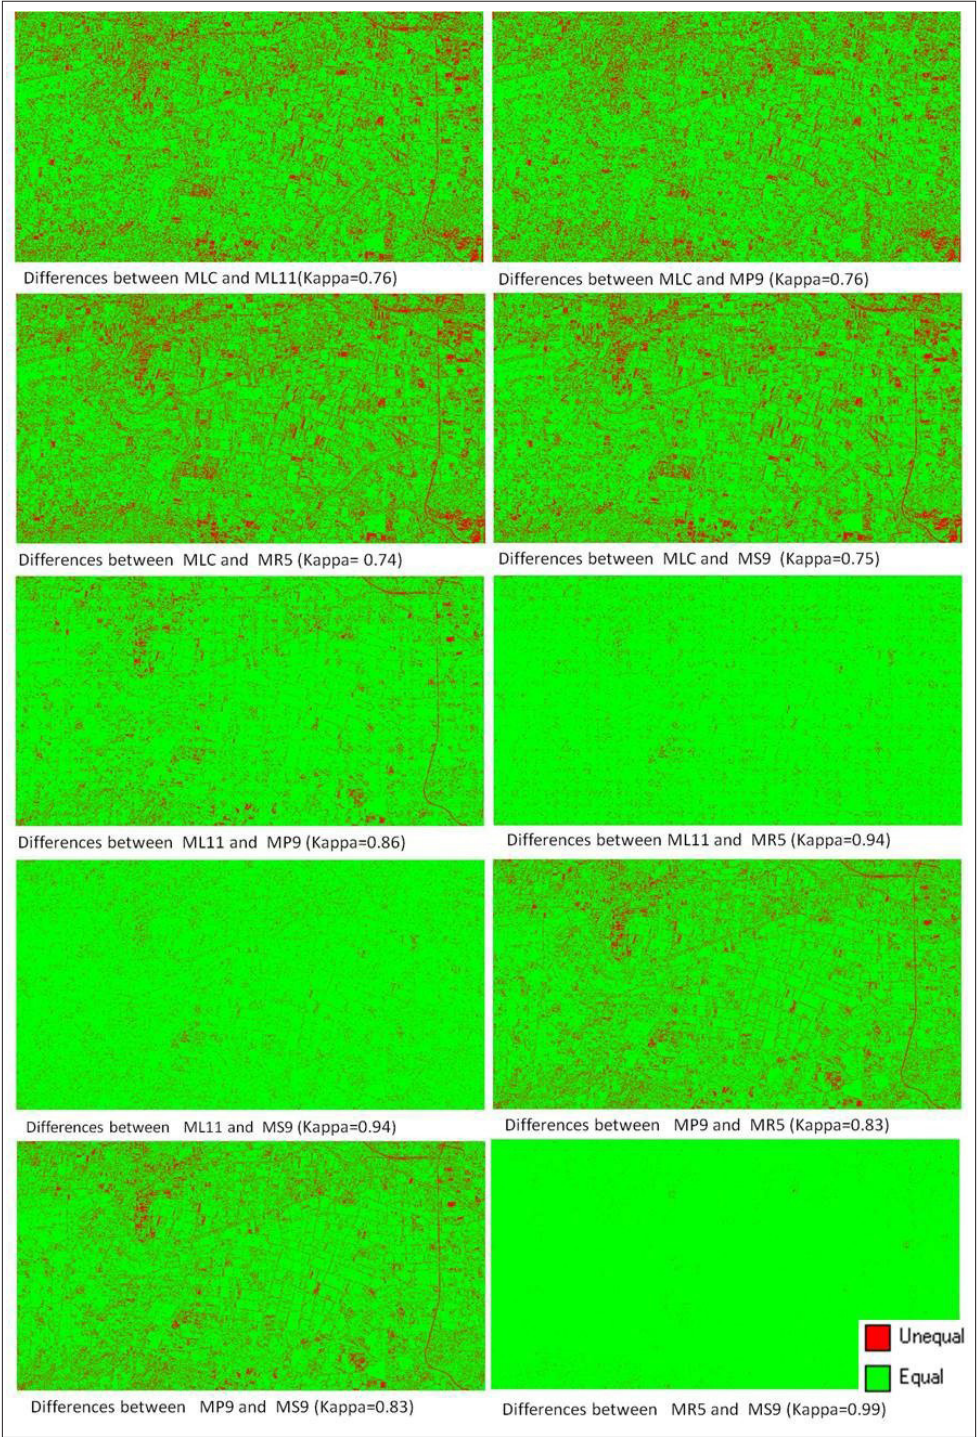 Differences between MLC and ML11(Kappa=0.76)
Differences between MLC and MP9 (Kappa=0.76)
Differences between MLC and MR5 (Kappa= 0.74)
Differences between MLC and MS9 (Kappa=0.75)
Differences between ML11 and MP9 (Kappa=0.86)
Differences between ML11 and MR5 (Kappa=0.94)
Differences between ML11 and MS9 (Kappa=0.94)
Differences between MP9 and MR5 (Kappa=0.83)
Unequal
Equal
Differences between MP9 and MS9 (Kappa=0.83)
Differences between MR5 and MS9 (Kappa=0.99)